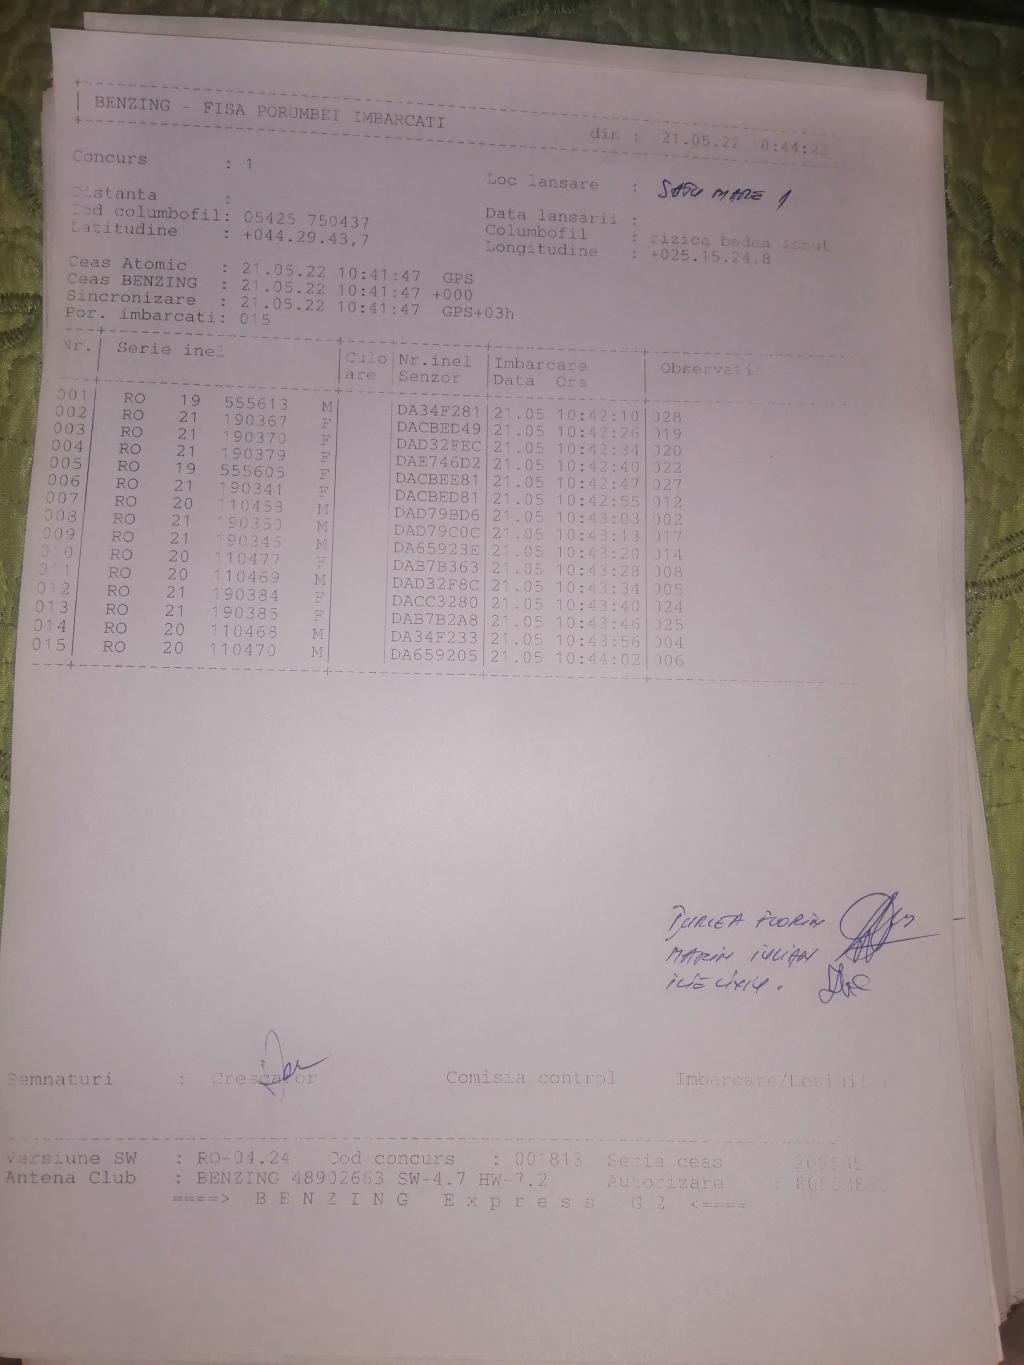 BENZING - FISA PORUMBEI IMBARCATI
din : 21.05.22 10:44:22
Concurs : 1
Loc lansare : SATU MARE 1
Distanta :
Data lansarii :
Cod columbofil: 05425 750437
Columbofil : rizica badea ionut
Latitudine : +044.29.43,7
Longitudine : +025.15.24,8
Ceas Atomic : 21.05.22 10:41:47 GPS
Ceas BENZING : 21.05.22 10:41:47 +000
Sincronizare : 21.05.22 10:41:47 GPS+03h
Por. imbarcati: 015
Nr. Serie inel Culo Nr.inel Imbarcare Observatii
are Senzor Data Ora
001 RO 19 555613 M DA34F281 21.05 10:42:10 028
002 RO 21 190367 F DACBED49 21.05 10:42:26 019
003 RO 21 190370 F DAD32FEC 21.05 10:42:34 020
004 RO 21 190379 F DAE746D2 21.05 10:42:40 022
005 RO 19 555605 F DACBEE81 21.05 10:42:47 027
006 RO 21 190341 F DACBED81 21.05 10:42:55 012
007 RO 20 110458 M DAD79BD6 21.05 10:43:03 002
008 RO 21 190353 M DAD79C0C 21.05 10:43:13 017
009 RO 21 190345 M DA65923E 21.05 10:43:20 014
010 RO 20 110477 F DAB7B363 21.05 10:43:28 008
011 RO 20 110469 M DAD32F8C 21.05 10:43:34 005
012 RO 21 190384 F DACC3280 21.05 10:43:40 024
013 RO 21 190385 F DAB7B2A8 21.05 10:43:46 025
014 RO 20 110468 M DA34F233 21.05 10:43:56 004
015 RO 20 110470 M DA659205 21.05 10:44:02 006
FLORIN
MARIN IULIAN
ILIE LIVIU.
Semnaturi : Crescator Comisia control Imbarcare/Desigilare
Versiune SW : RO-04.24 Cod concurs : 001813 Serie ceas : 209585
Antena Club : BENZING 48902663 SW-4.7 HW-7.2 Autorizare :
====> B E N Z I N G E x p r e s s G 2 <====